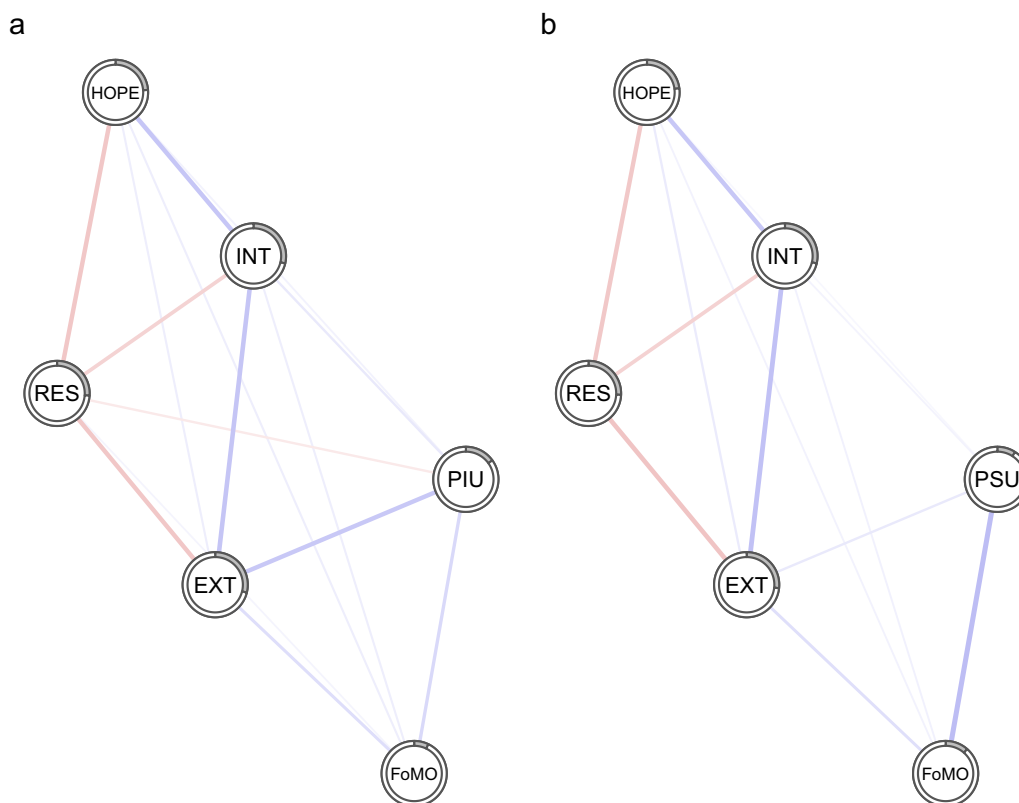 a
HOPE
INT
RES
PIU
EXT
FoMO
b
HOPE
INT
RES
PSU
EXT
FoMO